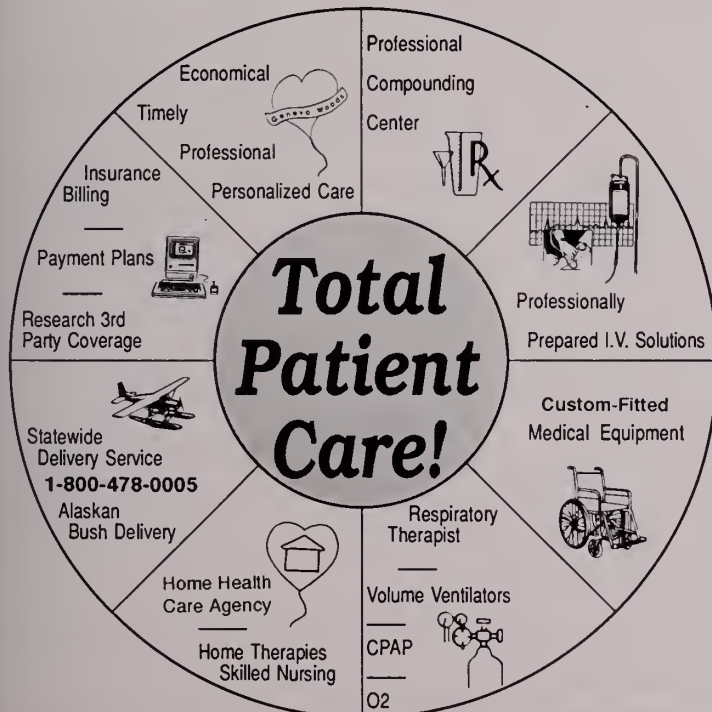 Economical
Timely
Geneva Woods
Professional
Personalized Care
Professional
Compounding
Center
Rx
Professionally
Prepared I.V. Solutions
Custom-Fitted
Medical Equipment
Respiratory
Therapist
Volume Ventilators
CPAP
O2
Home Health
Care Agency
Home Therapies
Skilled Nursing
Statewide
Delivery Service
1-800-478-0005
Alaskan
Bush Delivery
Insurance
Billing
Payment Plans
Research 3rd
Party Coverage
Total
Patient
Care!